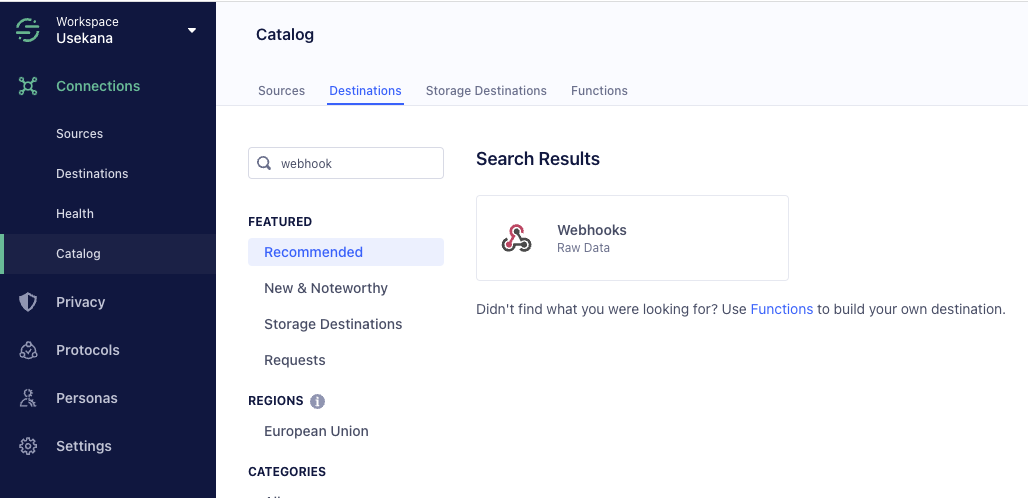 Workspace
Usekana
Connections
Sources
Destinations
Health
Catalog
Privacy
Protocols
Personas
Settings
Catalog
Sources
Destinations
Storage Destinations
Functions
webhook
FEATURED
Recommended
New & Noteworthy
Storage Destinations
Requests
REGIONS
European Union
CATEGORIES
Search Results
Webhooks
Raw Data
Didn't find what you were looking for? Use Functions to build your own destination.